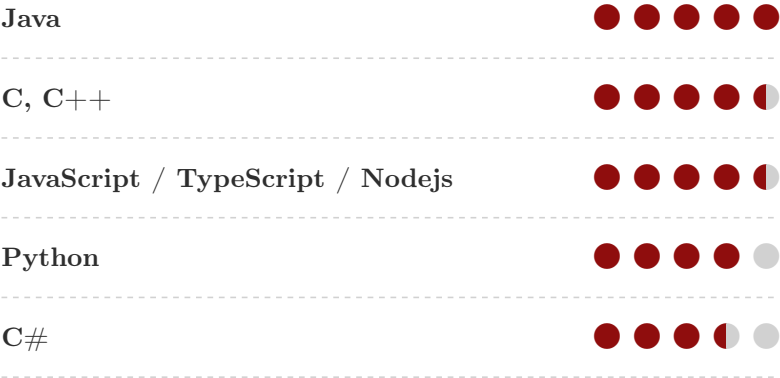 Java
C, C++
JavaScript / TypeScript / Nodejs
Python
C#